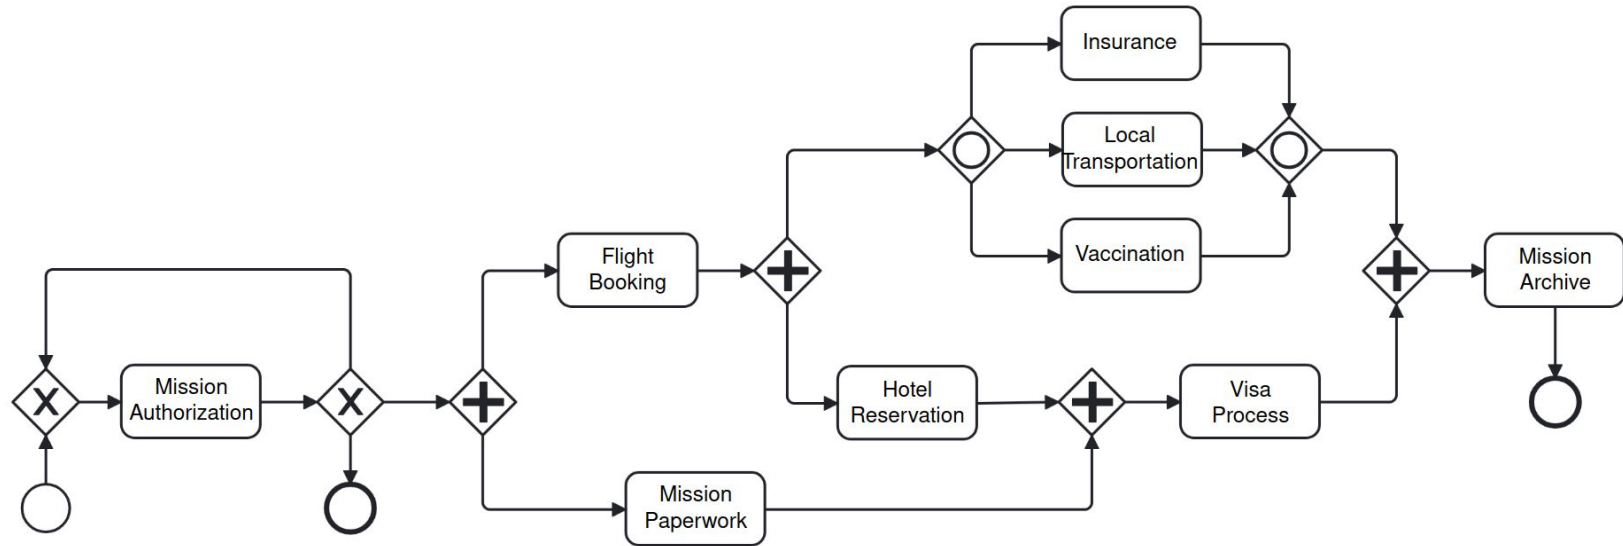 Insurance
Local
Transportation
Vaccination
Flight
Booking
Mission
Archive
Mission
Authorization
Hotel
Reservation
Visa
Process
Mission
Paperwork